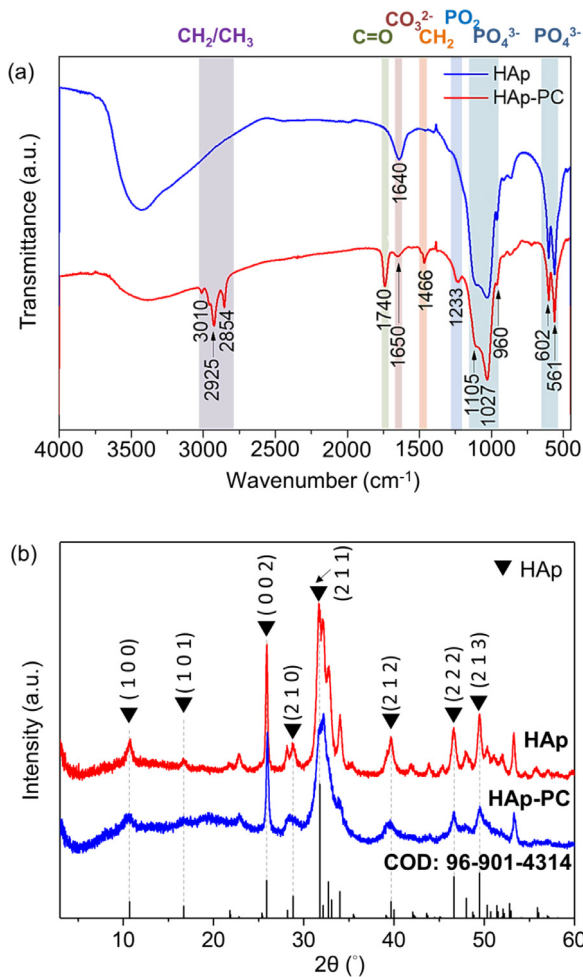 CH₂/CH₃ C=O CO₃²⁻ CH₂ PO₂ PO₄³⁻ PO₄³⁻
(a)
HAp
HAp-PC
Transmittance (a.u.)
3010
2925
2854
1740
1640
1650
1466
1233
1105
1027
960
602
561
4000 3500 3000 2500 2000 1500 1000 450
Wavenumber (cm⁻¹)
(b)
▼ HAp
Intensity (a.u.)
(1 0 0)
(1 0 1)
(0 0 2)
(2 1 0)
(2 1 1)
(2 1 2)
(2 2 2)
(2 1 3)
HAp
HAp-PC
COD: 96-901-4314
10 20 30 40 50 60
2θ (°)